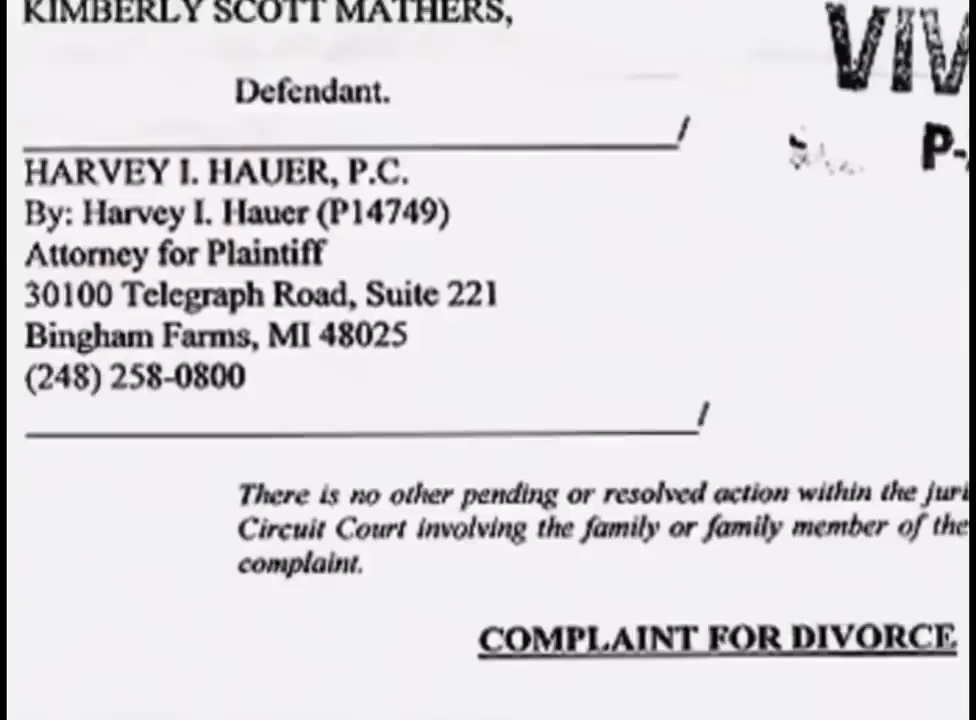 KIMBERLY SCOTT MATHERS,
VIV
Defendant.
P-
/
HARVEY I. HAUER, P.C.
By: Harvey I. Hauer (P14749)
Attorney for Plaintiff
30100 Telegraph Road, Suite 221
Bingham Farms, MI 48025
(248) 258-0800
/
There is no other pending or resolved action within the juri
Circuit Court involving the family or family member of the
complaint.
COMPLAINT FOR DIVORCE